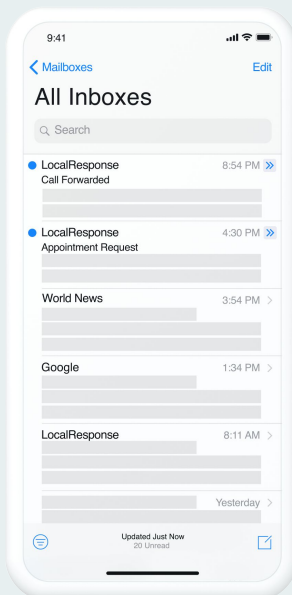 9:41
Mailboxes Edit
All Inboxes
Search
LocalResponse 8:54 PM
Call Forwarded
LocalResponse 4:30 PM
Appointment Request
World News 3:54 PM
Google 1:34 PM
LocalResponse 8:11 AM
Yesterday
Updated Just Now
20 Unread